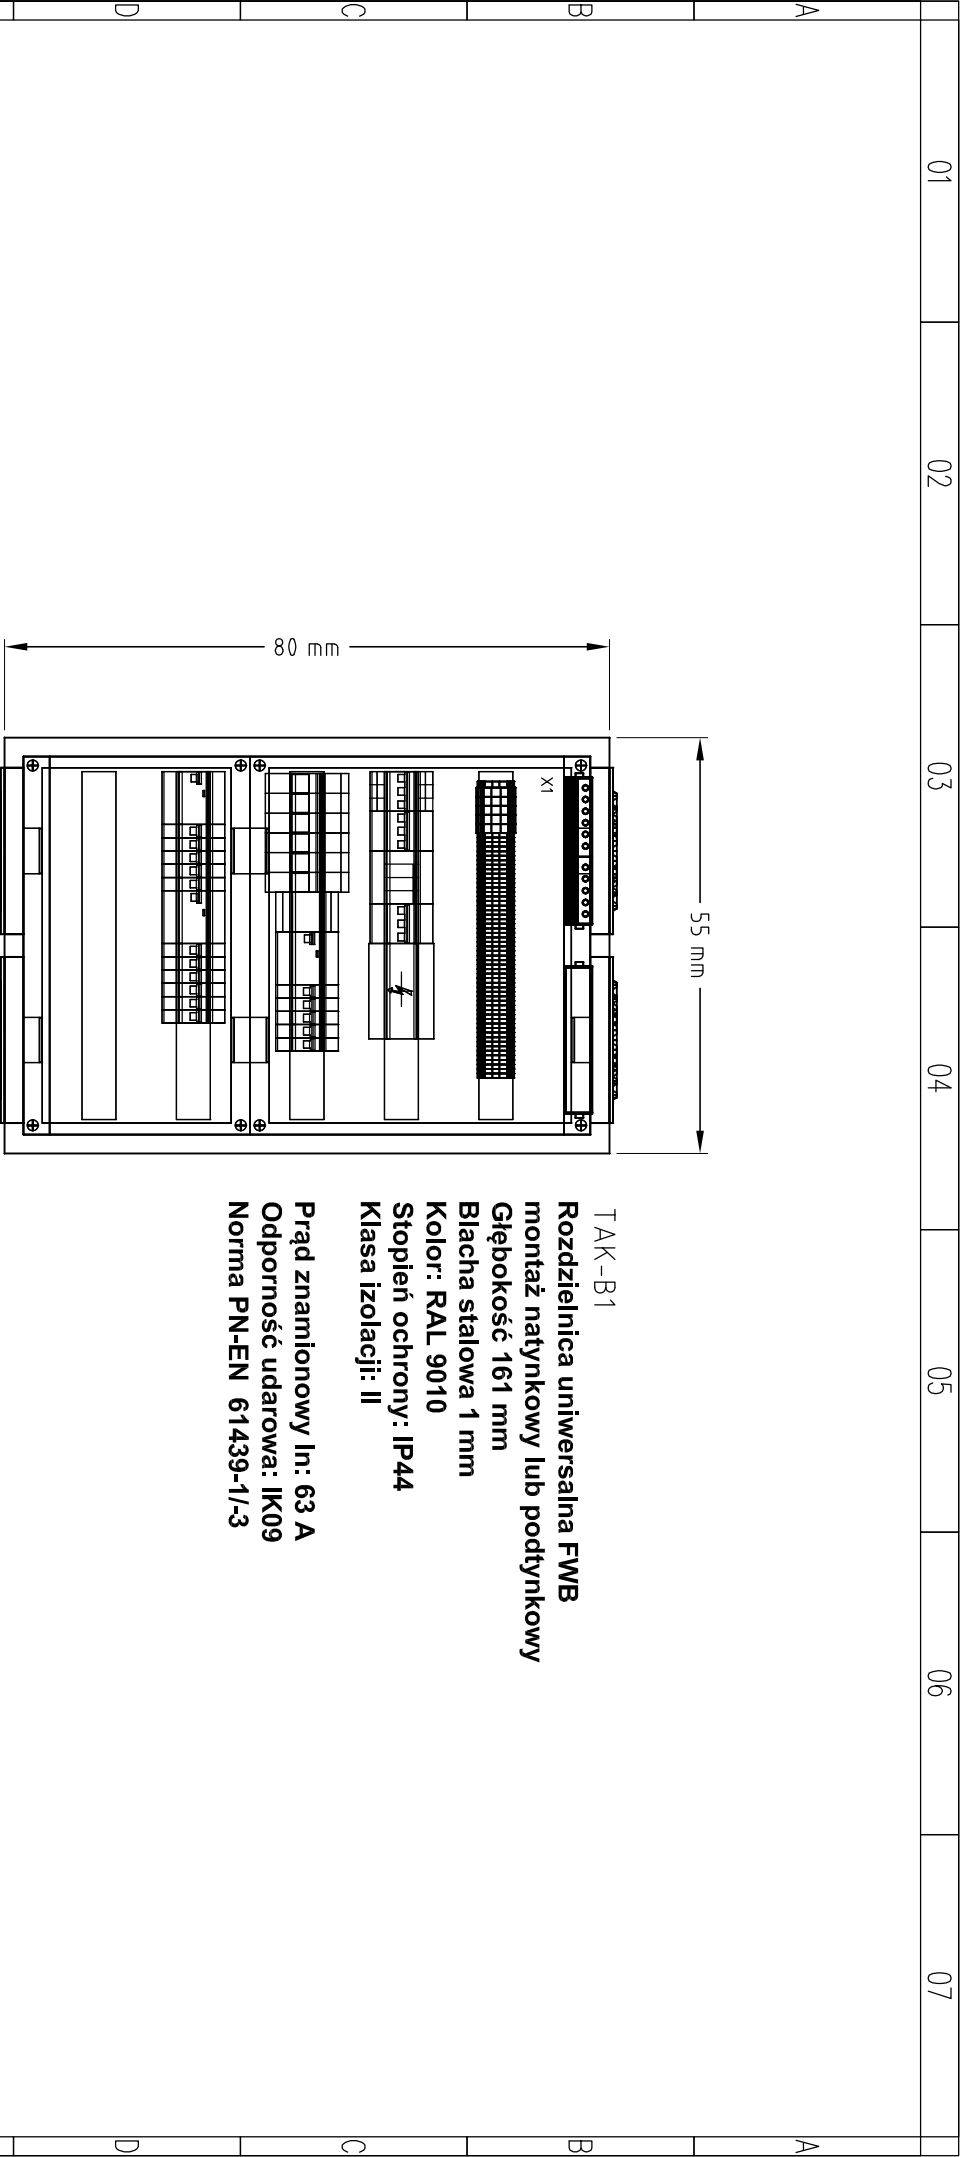 01 02 03 04 05 06 07
A A
B B
C C
D D
55 mm
80 mm
X1
TAK-B1
Rozdzielnica uniwersalna FWB
montaż natynkowy lub podtynkowy
Głębokość 161 mm
Blacha stalowa 1 mm
Kolor: RAL 9010
Stopień ochrony: IP44
Klasa izolacji: II
Prąd znamionowy In: 63 A
Odporność udarowa: IK09
Norma PN-EN 61439-1/-3